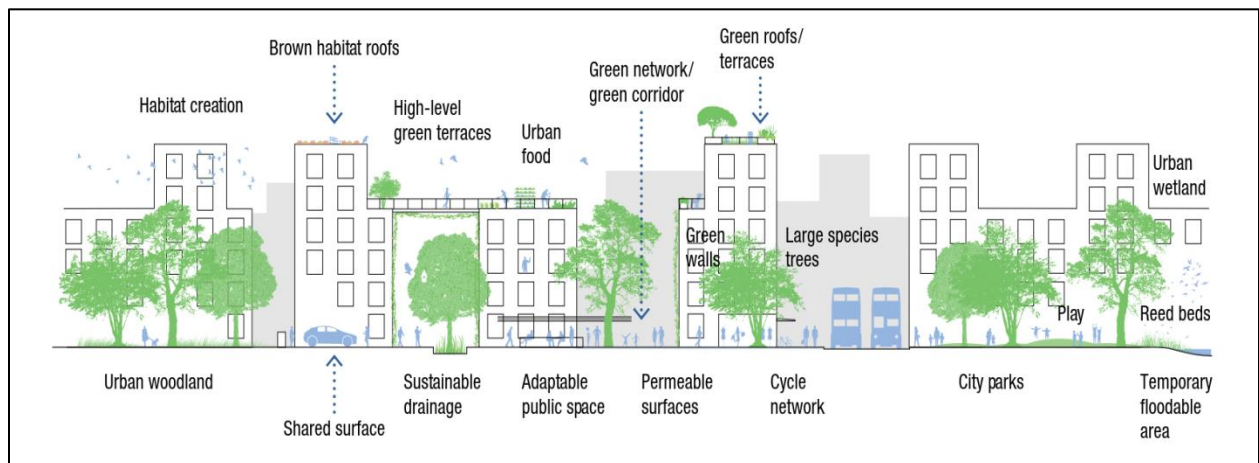 Brown habitat roofs
Green roofs/
terraces
Green network/
green corridor
Habitat creation
High-level
green terraces
Urban
food
Urban
wetland
Green
walls
Large species
trees
Play
Reed beds
Urban woodland
Shared surface
Sustainable
drainage
Adaptable
public space
Permeable
surfaces
Cycle
network
City parks
Temporary
floodable
area